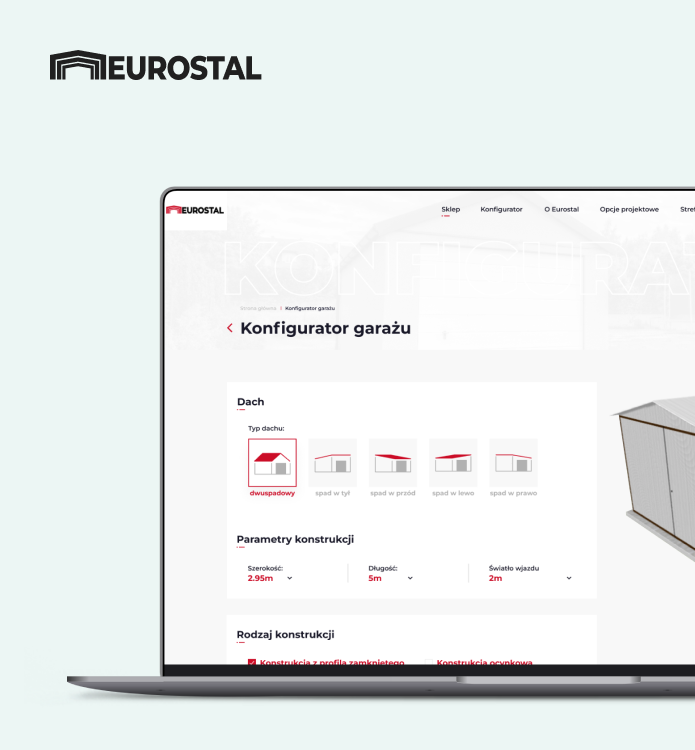 EUROSTAL
EUROSTAL
Sklep Konfigurator O Eurostal Opcje projektowe
KONFIGURA
Strona główna | Konfigurator garażu
< Konfigurator garażu
Dach
Typ dachu:
dwuspadowy spad w tył spad w przód spad w lewo spad w prawo
Parametry konstrukcji
Szerokość: Długość: Światło wjazdu
2.95m 5m 2m
Rodzaj konstrukcji
Konstrukcja z profila zamkniętego Konstrukcja ocynkowa